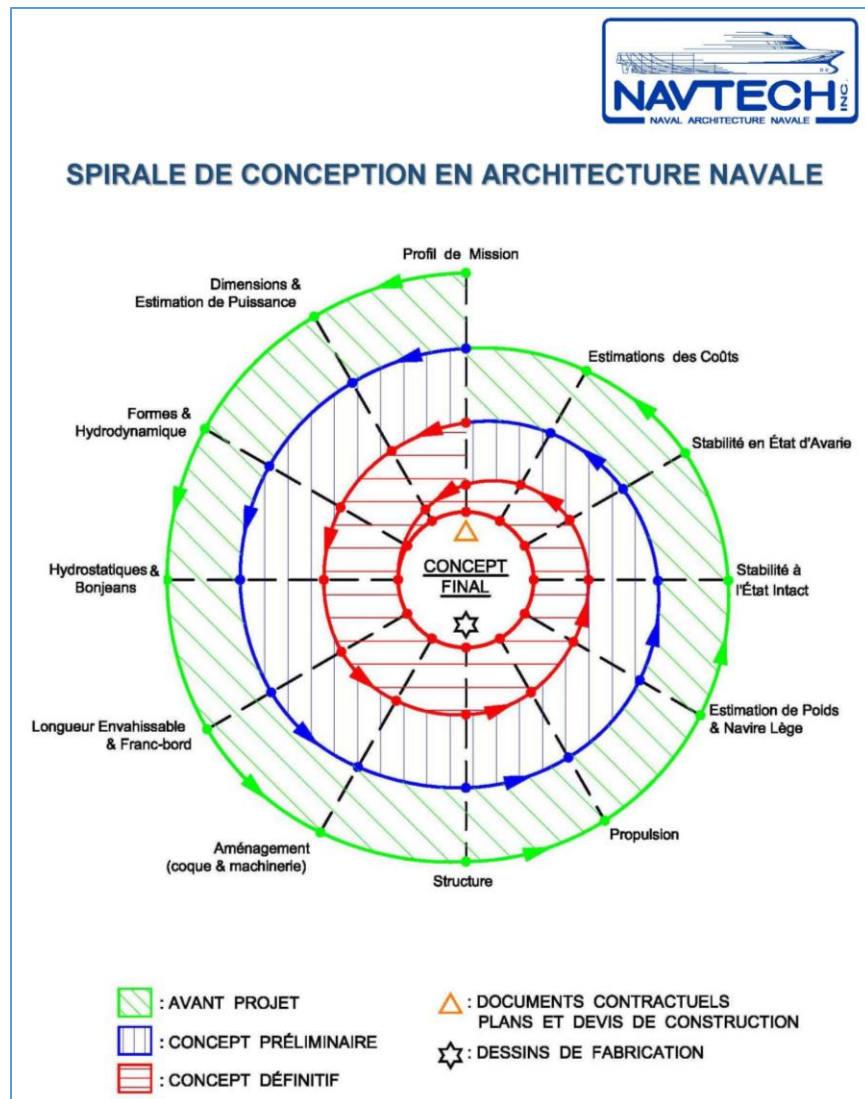 NAVTECH INC.
NAVAL ARCHITECTURE NAVALE
SPIRALE DE CONCEPTION EN ARCHITECTURE NAVALE
Profil de Mission
Dimensions &
Estimation de Puissance
Estimations des Coûts
Formes &
Hydrodynamique
Stabilité en État d'Avarie
Hydrostatiques &
Bonjeans
CONCEPT
FINAL
Stabilité à
l'État Intact
Longueur Envahissable
& Franc-bord
Estimation de Poids
& Navire Lège
Aménagement
(coque & machinerie)
Structure
Propulsion
: AVANT PROJET
: CONCEPT PRÉLIMINAIRE
: CONCEPT DÉFINITIF
: DOCUMENTS CONTRACTUELS
PLANS ET DEVIS DE CONSTRUCTION
: DESSINS DE FABRICATION